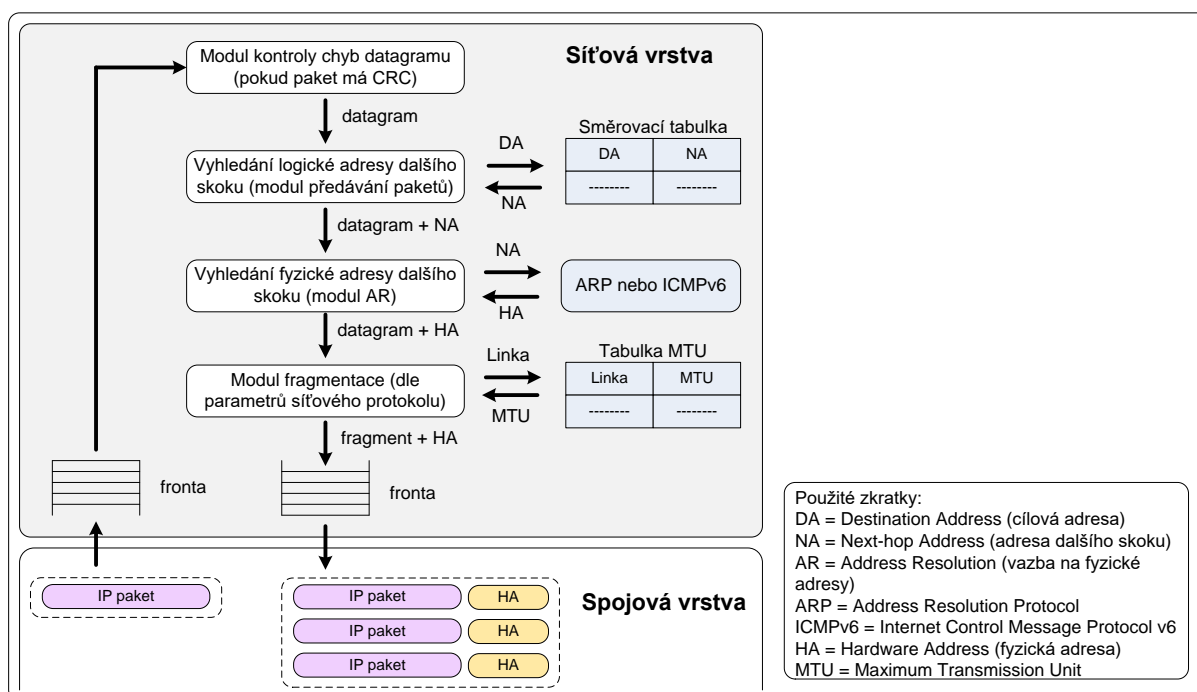 Síťová vrstva
Modul kontroly chyb datagramu
(pokud paket má CRC)
datagram
Vyhledání logické adresy dalšího
skoku (modul předávání paketů)
DA
NA
Směrovací tabulka
DA NA
-------- --------
datagram + NA
Vyhledání fyzické adresy dalšího
skoku (modul AR)
NA
HA
ARP nebo ICMPv6
datagram + HA
Modul fragmentace (dle
parametrů síťového protokolu)
Linka
MTU
Tabulka MTU
Linka MTU
-------- --------
fragment + HA
fronta
fronta
IP paket
IP paket HA
IP paket HA
IP paket HA
Spojová vrstva
Použité zkratky:
DA = Destination Address (cílová adresa)
NA = Next-hop Address (adresa dalšího skoku)
AR = Address Resolution (vazba na fyzické
adresy)
ARP = Address Resolution Protocol
ICMPv6 = Internet Control Message Protocol v6
HA = Hardware Address (fyzická adresa)
MTU = Maximum Transmission Unit